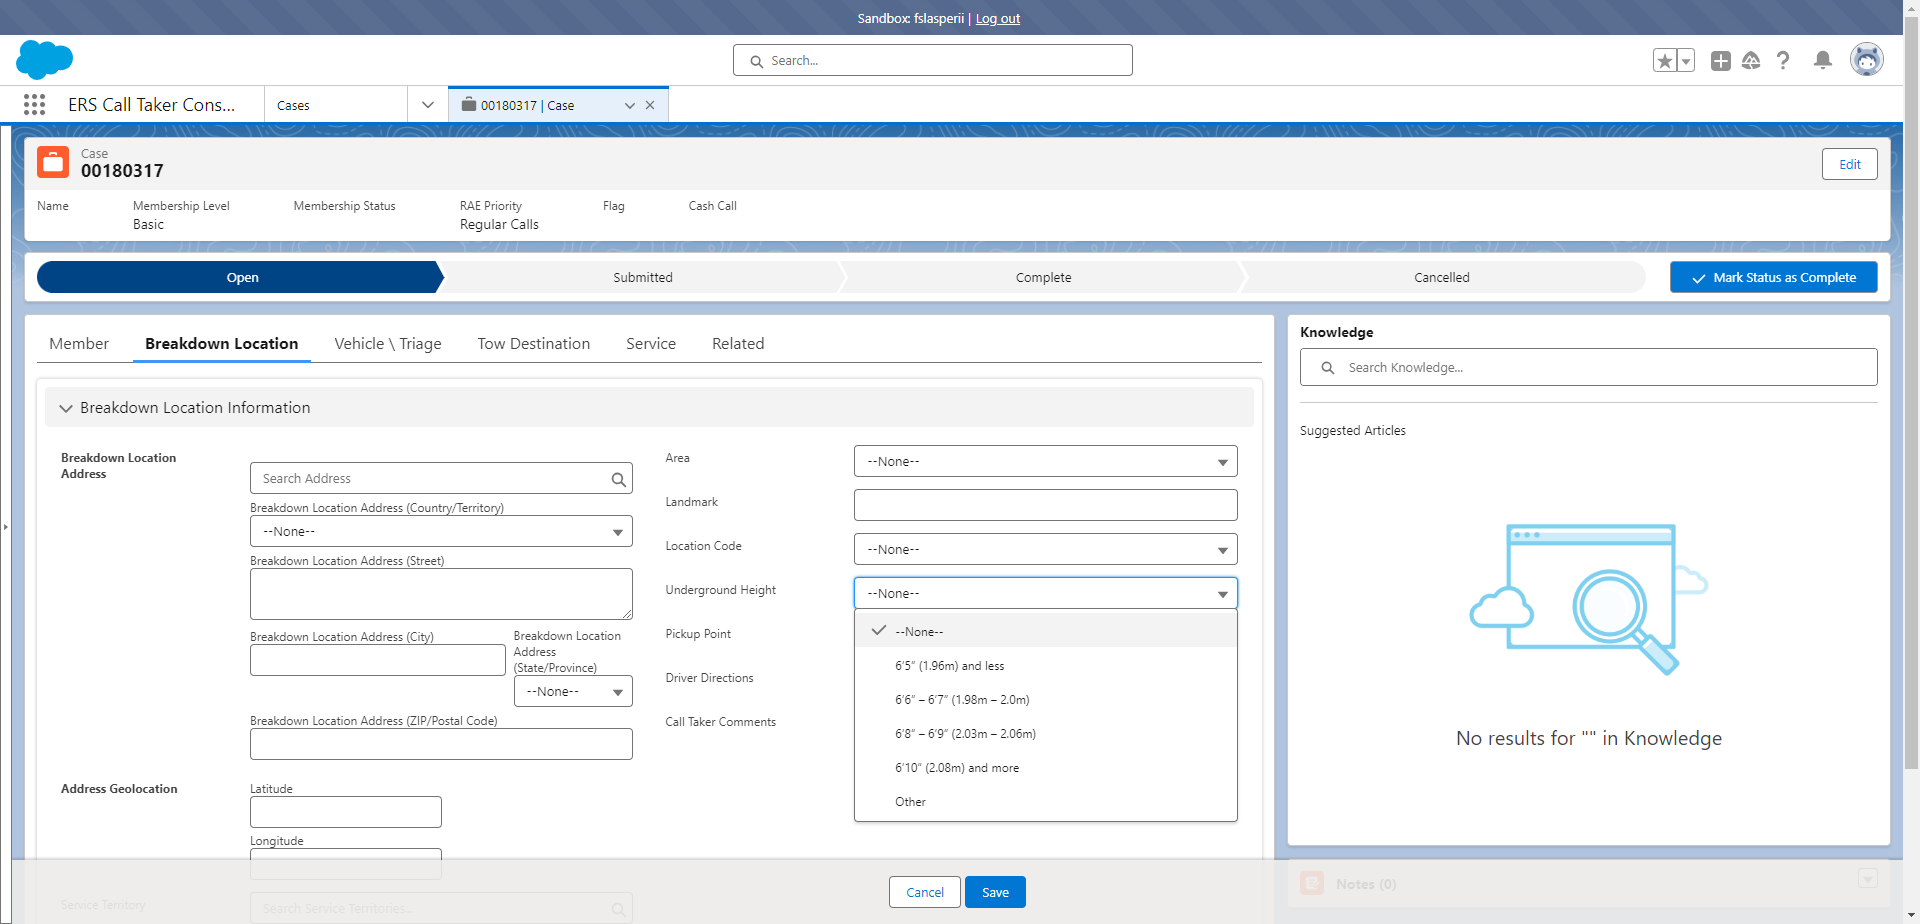 Sandbox: fslasperii | Log out
Search...
ERS Call Taker Cons...
Cases
00180317 | Case
Case
00180317
Edit
Name
Membership Level
Basic
Membership Status
RAE Priority
Regular Calls
Flag
Cash Call
Open
Submitted
Complete
Cancelled
Mark Status as Complete
Member
Breakdown Location
Vehicle \ Triage
Tow Destination
Service
Related
Breakdown Location Information
Breakdown Location
Address
Search Address
Breakdown Location Address (Country/Territory)
--None--
Breakdown Location Address (Street)
Breakdown Location Address (City)
Breakdown Location
Address
(State/Province)
--None--
Breakdown Location Address (ZIP/Postal Code)
Address Geolocation
Latitude
Longitude
Service Territory
Search Service Territories...
Area
--None--
Landmark
Location Code
--None--
Underground Height
--None--
--None--
6'5" (1.96m) and less
6'6" – 6'7" (1.98m – 2.0m)
6'8" – 6'9" (2.03m – 2.06m)
6'10" (2.08m) and more
Other
Pickup Point
Driver Directions
Call Taker Comments
Cancel
Save
Knowledge
Search Knowledge...
Suggested Articles
No results for "" in Knowledge
Notes (0)